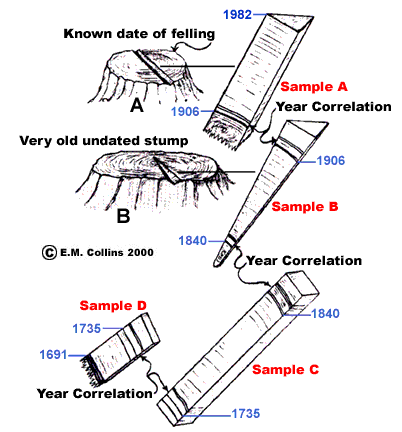 1982
Known date of felling
Sample A
A
1906
Year Correlation
Very old undated stump
1906
B
Sample B
1840
© E.M. Collins 2000
Year Correlation
Sample D
1735
1840
1691
Sample C
Year Correlation
1735